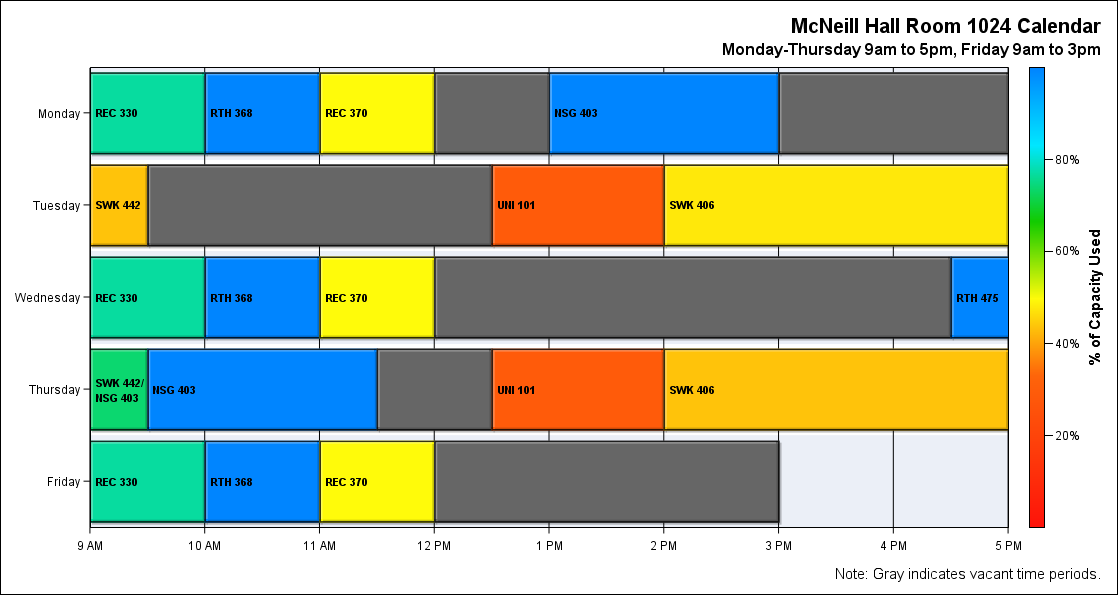 McNeill Hall Room 1024 Calendar
Monday-Thursday 9am to 5pm, Friday 9am to 3pm
Monday
REC 330
RTH 368
REC 370
NSG 403
Tuesday
SWK 442
UNI 101
SWK 406
Wednesday
REC 330
RTH 368
REC 370
RTH 475
Thursday
SWK 442/
NSG 403
NSG 403
UNI 101
SWK 406
Friday
REC 330
RTH 368
REC 370
9 AM
10 AM
11 AM
12 PM
1 PM
2 PM
3 PM
4 PM
5 PM
80%
60%
40%
20%
% of Capacity Used
Note: Gray indicates vacant time periods.